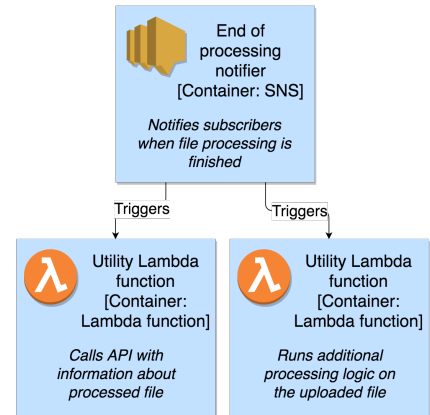 End of
processing
notifier
[Container: SNS]
Notifies subscribers
when file processing is
finished
Triggers
Triggers
Utility Lambda
function
[Container:
Lambda function]
Calls API with
information about
processed file
Utility Lambda
function
[Container:
Lambda function]
Runs additional
processing logic on
the uploaded file